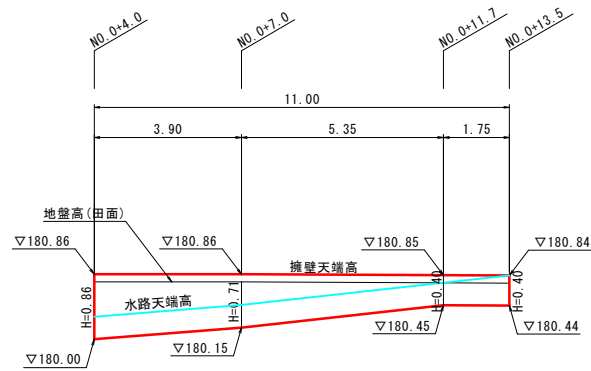 NO.0+4.0
NO.0+7.0
NO.0+11.7
NO.0+13.5
11.00
3.90
5.35
1.75
地盤高(田面)
▽180.86
▽180.86
▽180.85
▽180.84
擁壁天端高
水路天端高
H=0.86
H=0.71
H=0.40
H=0.40
▽180.00
▽180.15
▽180.45
▽180.44